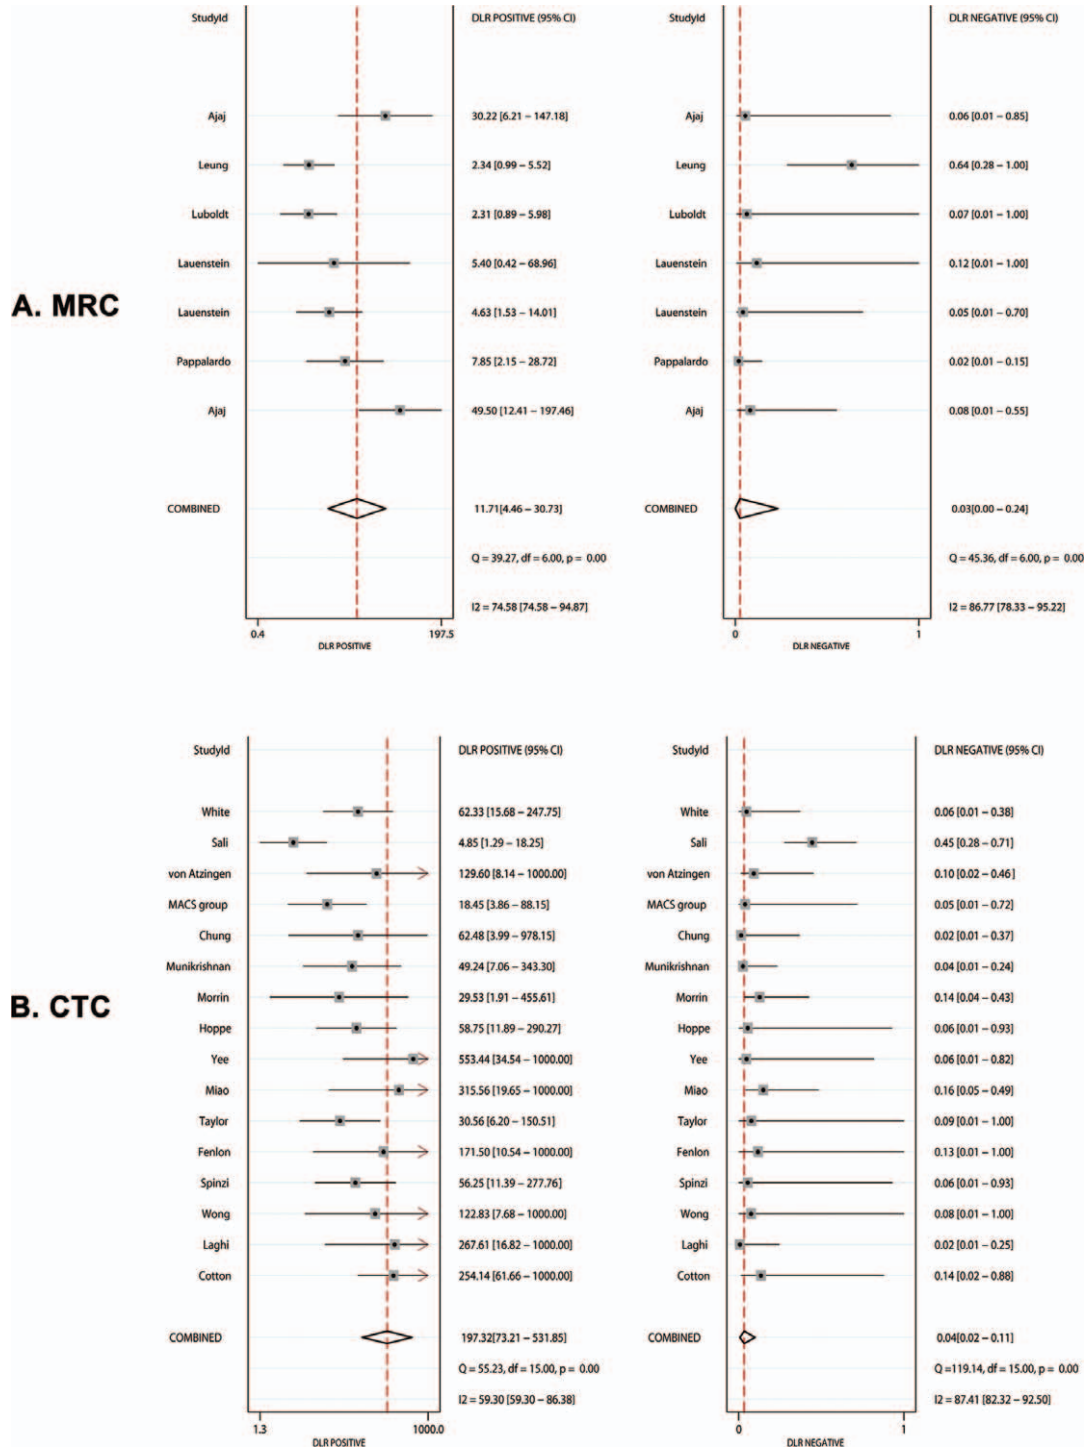 StudyId DLR POSITIVE (95% CI) StudyId DLR NEGATIVE (95% CI)
Ajaj 30.22 [6.21 – 147.18] Ajaj 0.06 [0.01 – 0.85]
Leung 2.34 [0.99 – 5.52] Leung 0.64 [0.28 – 1.00]
Luboldt 2.31 [0.89 – 5.98] Luboldt 0.07 [0.01 – 1.00]
Lauenstein 5.40 [0.42 – 68.96] Lauenstein 0.12 [0.01 – 1.00]
A. MRC
Lauenstein 4.63 [1.53 – 14.01] Lauenstein 0.05 [0.01 – 0.70]
Pappalardo 7.85 [2.15 – 28.72] Pappalardo 0.02 [0.01 – 0.15]
Ajaj 49.50 [12.41 – 197.46] Ajaj 0.08 [0.01 – 0.55]
COMBINED 11.71[4.46 – 30.73] COMBINED 0.03[0.00 – 0.24]
Q = 39.27, df = 6.00, p = 0.00 Q = 45.36, df = 6.00, p = 0.00
I2 = 74.58 [74.58 – 94.87] I2 = 86.77 [78.33 – 95.22]
0.4 197.5 0 1
DLR POSITIVE DLR NEGATIVE
StudyId DLR POSITIVE (95% CI) StudyId DLR NEGATIVE (95% CI)
White 62.33 [15.68 – 247.75] White 0.06 [0.01 – 0.38]
Sali 4.85 [1.29 – 18.25] Sali 0.45 [0.28 – 0.71]
von Atzingen 129.60 [8.14 – 1000.00] von Atzingen 0.10 [0.02 – 0.46]
MACS group 18.45 [3.86 – 88.15] MACS group 0.05 [0.01 – 0.72]
Chung 62.48 [3.99 – 978.15] Chung 0.02 [0.01 – 0.37]
Munikrishnan 49.24 [7.06 – 343.30] Munikrishnan 0.04 [0.01 – 0.24]
Morrin 29.53 [1.91 – 455.61] Morrin 0.14 [0.04 – 0.43]
B. CTC
Hoppe 58.75 [11.89 – 290.27] Hoppe 0.06 [0.01 – 0.93]
Yee 553.44 [34.54 – 1000.00] Yee 0.06 [0.01 – 0.82]
Miao 315.56 [19.65 – 1000.00] Miao 0.16 [0.05 – 0.49]
Taylor 30.56 [6.20 – 150.51] Taylor 0.09 [0.01 – 1.00]
Fenlon 171.50 [10.54 – 1000.00] Fenlon 0.13 [0.01 – 1.00]
Spinzi 56.25 [11.39 – 277.76] Spinzi 0.06 [0.01 – 0.93]
Wong 122.83 [7.68 – 1000.00] Wong 0.08 [0.01 – 1.00]
Laghi 267.61 [16.82 – 1000.00] Laghi 0.02 [0.01 – 0.25]
Cotton 254.14 [61.66 – 1000.00] Cotton 0.14 [0.02 – 0.88]
COMBINED 197.32[73.21 – 531.85] COMBINED 0.04[0.02 – 0.11]
Q = 55.23, df = 15.00, p = 0.00 Q =119.14, df = 15.00, p = 0.00
I2 = 59.30 [59.30 – 86.38] I2 = 87.41 [82.32 – 92.50]
1.3 1000.0 0 1
DLR POSITIVE DLR NEGATIVE